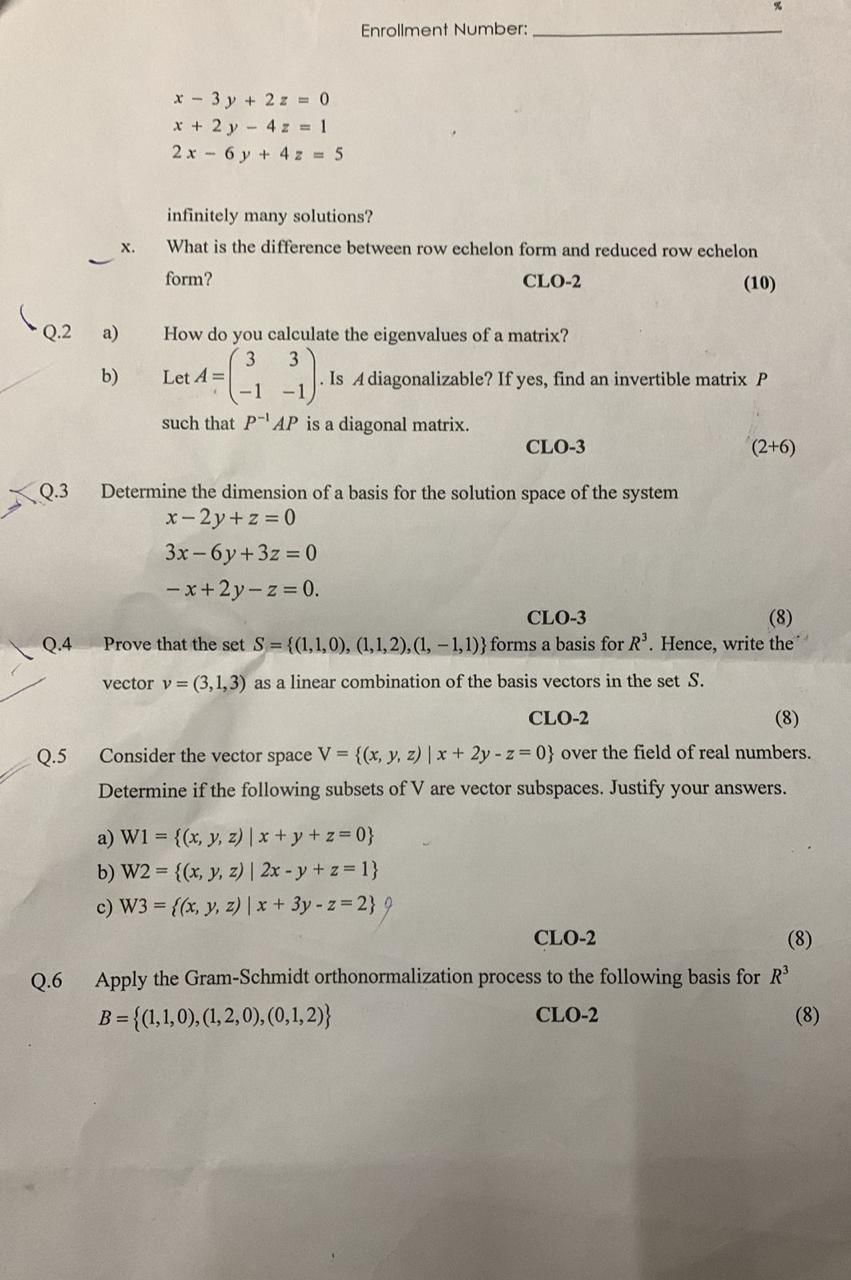 %
Enrollment Number:
x - 3 y + 2 z = 0
x + 2 y - 4 z = 1
2 x - 6 y + 4 z = 5
infinitely many solutions?
x. What is the difference between row echelon form and reduced row echelon
form? CLO-2 (10)
Q.2 a) How do you calculate the eigenvalues of a matrix?
b) Let A = ( 3 3
-1 -1 ). Is A diagonalizable? If yes, find an invertible matrix P
such that P⁻¹ AP is a diagonal matrix.
CLO-3 (2+6)
Q.3 Determine the dimension of a basis for the solution space of the system
x – 2y + z = 0
3x – 6y + 3z = 0
– x + 2y – z = 0.
CLO-3 (8)
Q.4 Prove that the set S = {(1,1,0), (1,1,2),(1, –1,1)} forms a basis for R³. Hence, write the
vector v = (3,1,3) as a linear combination of the basis vectors in the set S.
CLO-2 (8)
Q.5 Consider the vector space V = {(x, y, z) | x + 2y - z = 0} over the field of real numbers.
Determine if the following subsets of V are vector subspaces. Justify your answers.
a) W1 = {(x, y, z) | x + y + z = 0}
b) W2 = {(x, y, z) | 2x - y + z = 1}
c) W3 = {(x, y, z) | x + 3y - z = 2}
CLO-2 (8)
Q.6 Apply the Gram-Schmidt orthonormalization process to the following basis for R³
B = {(1,1,0),(1,2,0),(0,1,2)} CLO-2 (8)